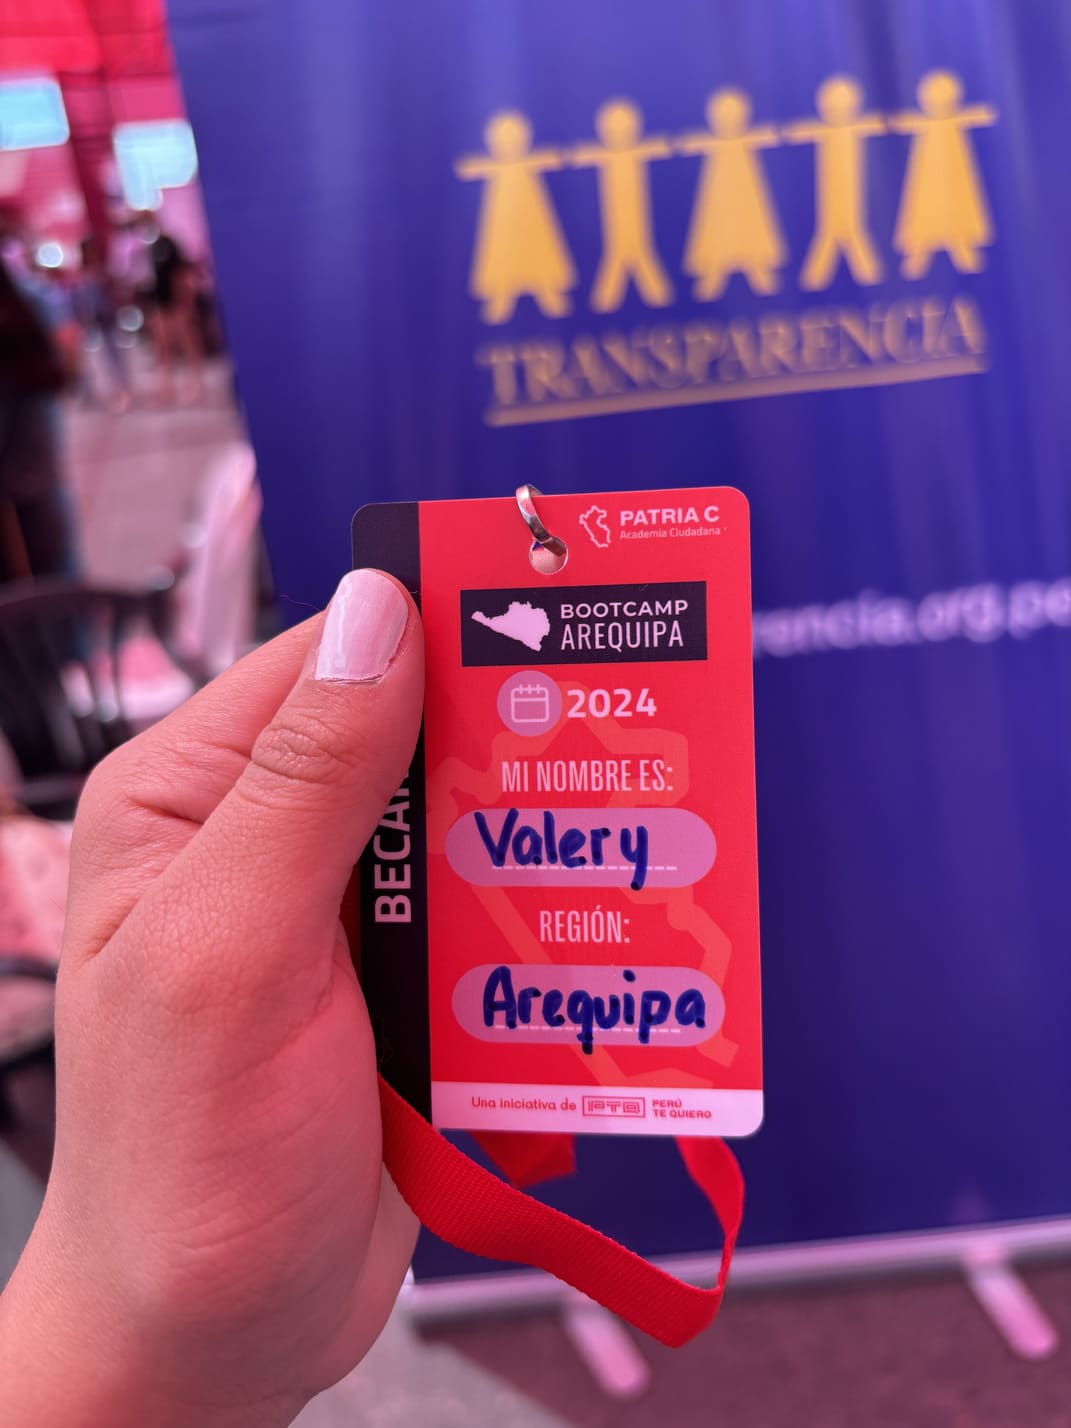 TRANSPARENCIA
PATRIA C
Academia Ciudadana
BOOTCAMP
AREQUIPA
2024
MI NOMBRE ES:
Valery
REGIÓN:
Arequipa
Una iniciativa de PTQ PERÚ
TE QUIERO